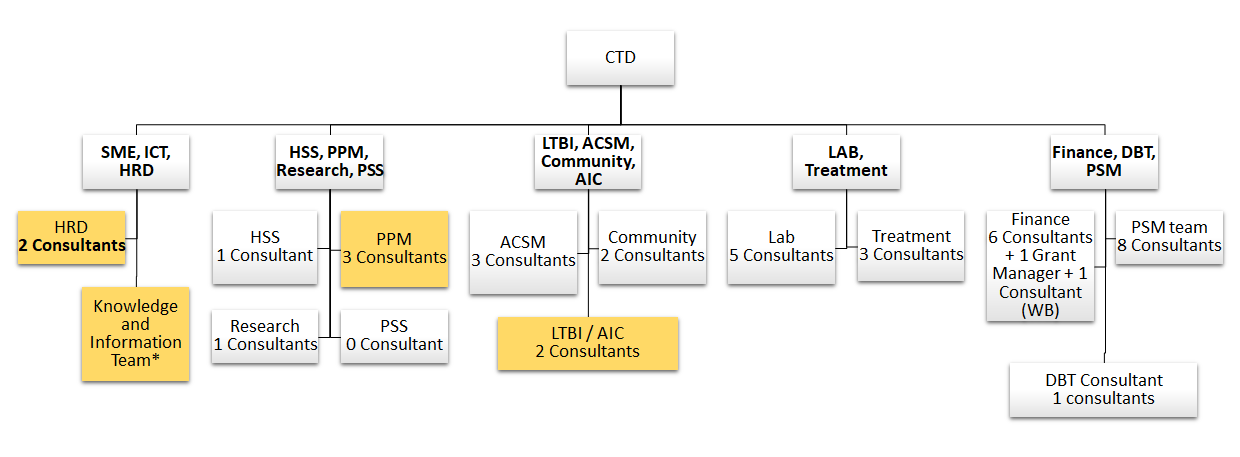 CTD
SME, ICT,
HRD
HSS, PPM,
Research, PSS
LTBI, ACSM,
Community,
AIC
LAB,
Treatment
Finance, DBT,
PSM
HRD
2 Consultants
Knowledge
and
Information
Team*
HSS
1 Consultant
PPM
3 Consultants
Research
1 Consultants
PSS
0 Consultant
ACSM
3 Consultants
Community
2 Consultants
LTBI / AIC
2 Consultants
Lab
5 Consultants
Treatment
3 Consultants
Finance
6 Consultants
+ 1 Grant
Manager + 1
Consultant
(WB)
PSM team
8 Consultants
DBT Consultant
1 consultants